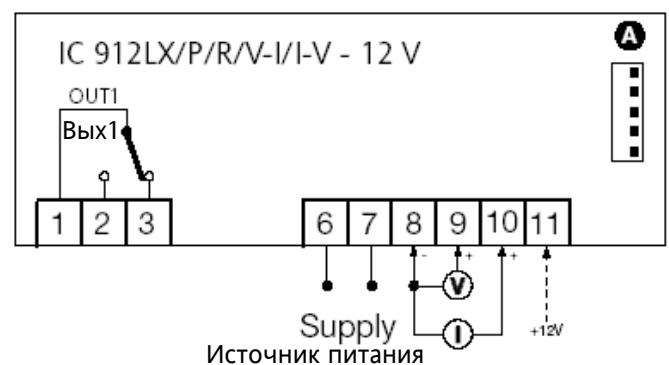 IC 912LX/P/R/V-I/I-V - 12 V
A
OUT1
Вых1
1 2 3 6 7 8 9 10 11
- + +
V
Supply I +12V
Источник питания